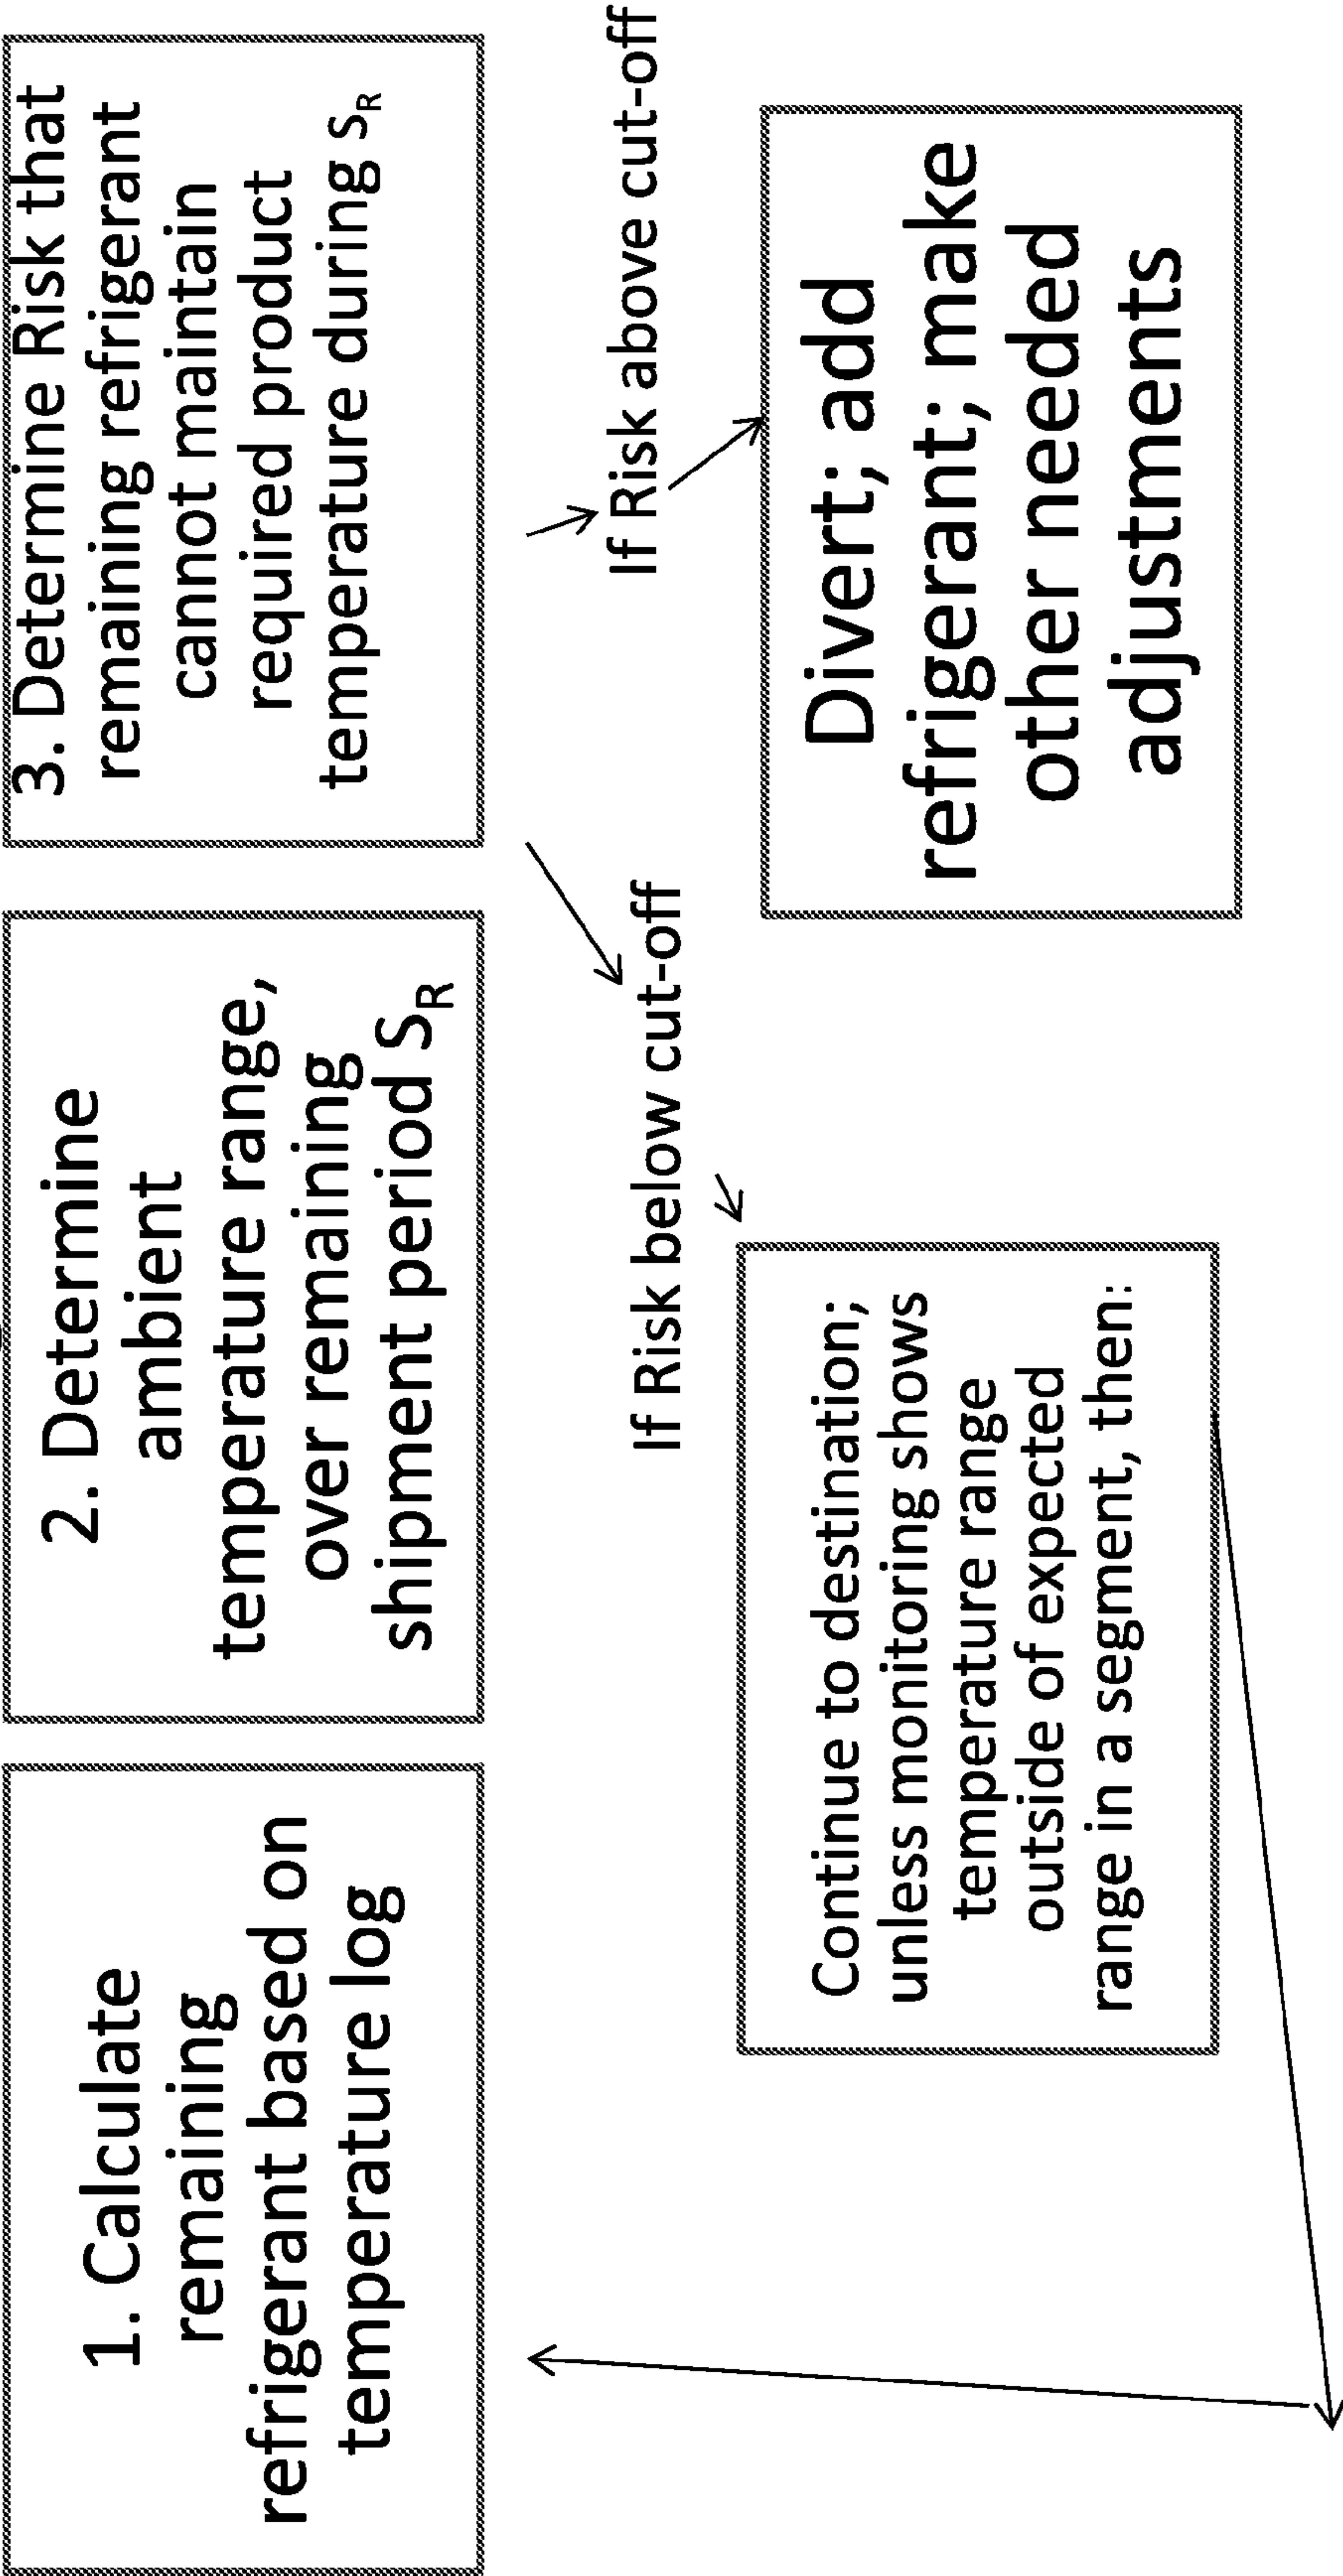 1. Calculate
remaining
refrigerant based on
temperature log
2. Determine
ambient
temperature range,
over remaining
shipment period SR
3. Determine Risk that
remaining refrigerant
cannot maintain
required product
temperature during SR
If Risk below cut-off
If Risk above cut-off
Continue to destination;
unless monitoring shows
temperature range
outside of expected
range in a segment, then:
Divert; add
refrigerant; make
other needed
adjustments